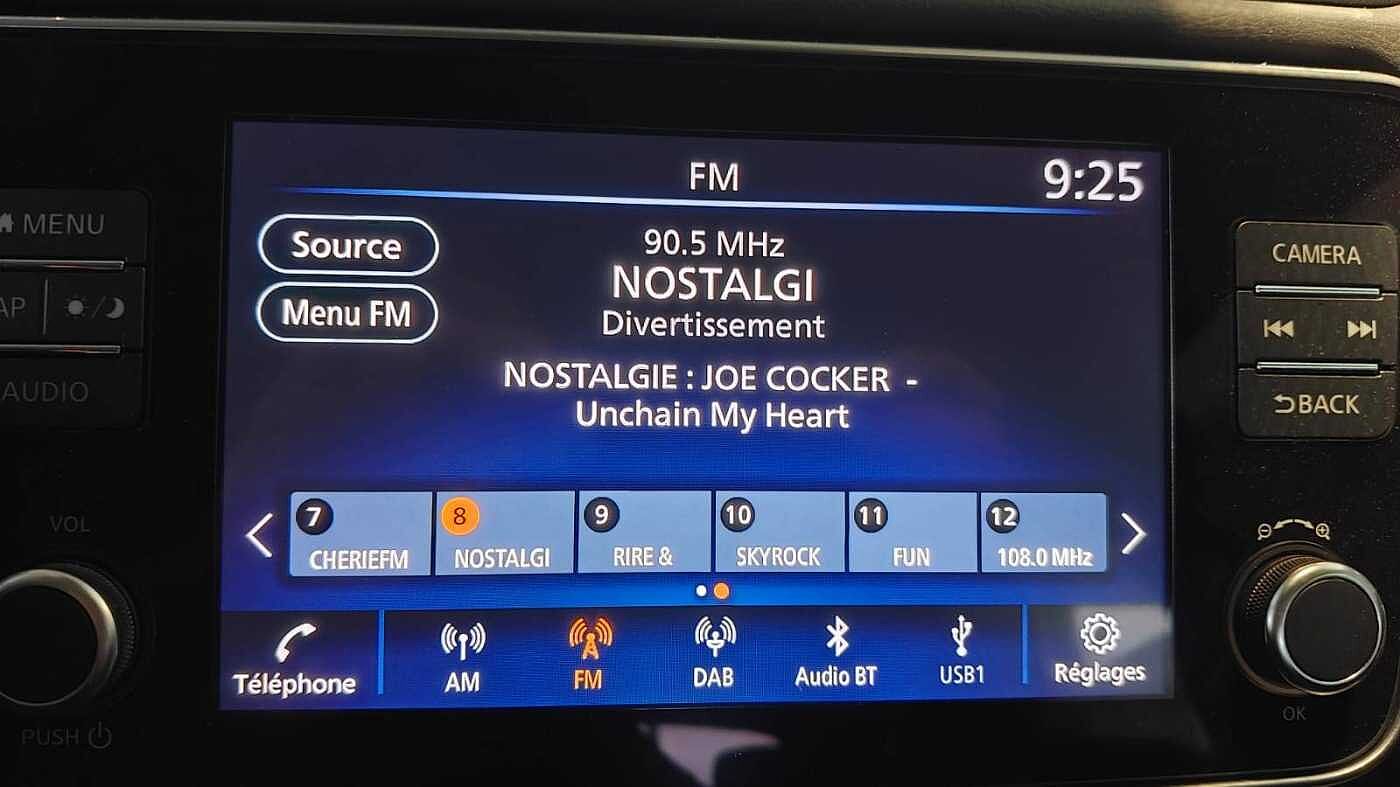 MENU
AP
AUDIO
VOL
PUSH
FM
9:25
Source
Menu FM
90.5 MHz
NOSTALGI
Divertissement
NOSTALGIE : JOE COCKER -
Unchain My Heart
7 CHERIEFM
8 NOSTALGI
9 RIRE &
10 SKYROCK
11 FUN
12 108.0 MHz
Téléphone
AM
FM
DAB
Audio BT
USB1
Réglages
CAMERA
BACK
OK